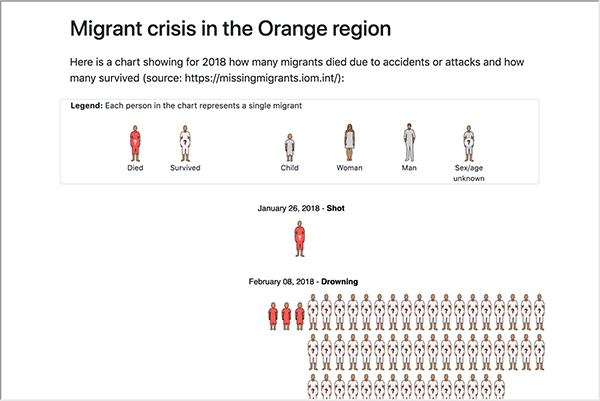 Migrant crisis in the Orange region
Here is a chart showing for 2018 how many migrants died due to accidents or attacks and how
many survived (source: https://missingmigrants.iom.int/):
Legend: Each person in the chart represents a single migrant
Died
Survived
Child
Woman
Man
Sex/age
unknown
January 26, 2018 - Shot
February 08, 2018 - Drowning